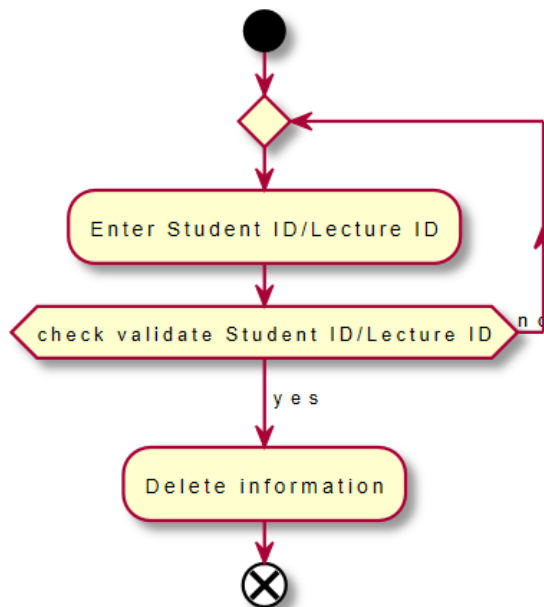 Enter Student ID/Lecture ID
check validate Student ID/Lecture ID
no
yes
Delete information